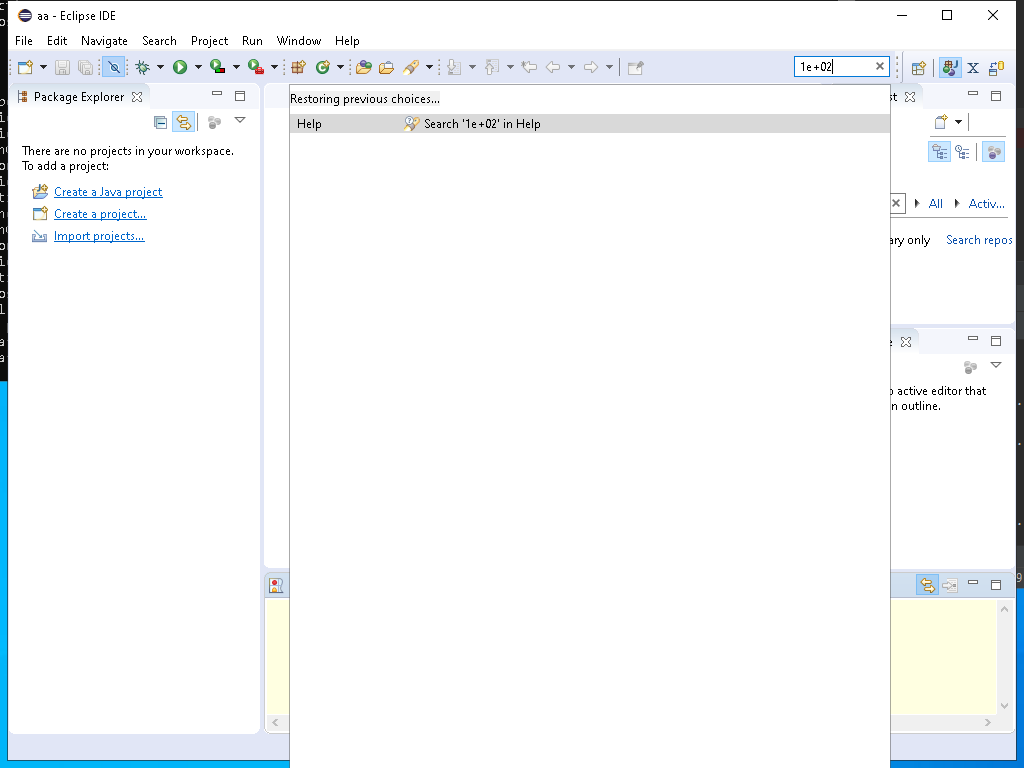 aa - Eclipse IDE
File Edit Navigate Search Project Run Window Help
1e+02
Package Explorer
Restoring previous choices...
Help Search '1e+02' in Help
There are no projects in your workspace.
To add a project:
Create a Java project
Create a project...
Import projects...
All Activ...
ary only Search repos
active editor that
n outline.